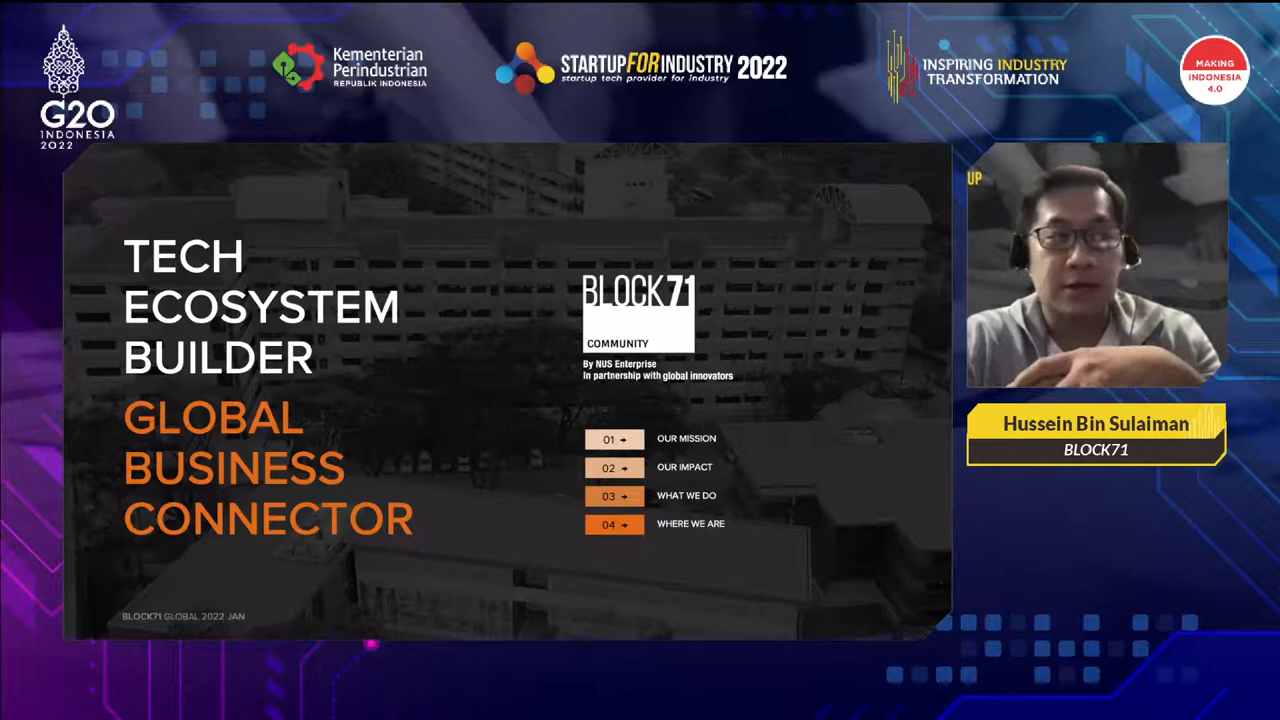 G20
INDONESIA
2022
Kementerian
Perindustrian
REPUBLIK INDONESIA
STARTUPFORINDUSTRY 2022
startup tech provider for industry
INSPIRING INDUSTRY
TRANSFORMATION
MAKING
INDONESIA
4.0
TECH
ECOSYSTEM
BUILDER
GLOBAL
BUSINESS
CONNECTOR
BLOCK71
COMMUNITY
By NUS Enterprise
In partnership with global innovators
01 → OUR MISSION
02 → OUR IMPACT
03 → WHAT WE DO
04 → WHERE WE ARE
BLOCK71 GLOBAL 2022 JAN
UP
Hussein Bin Sulaiman
BLOCK71